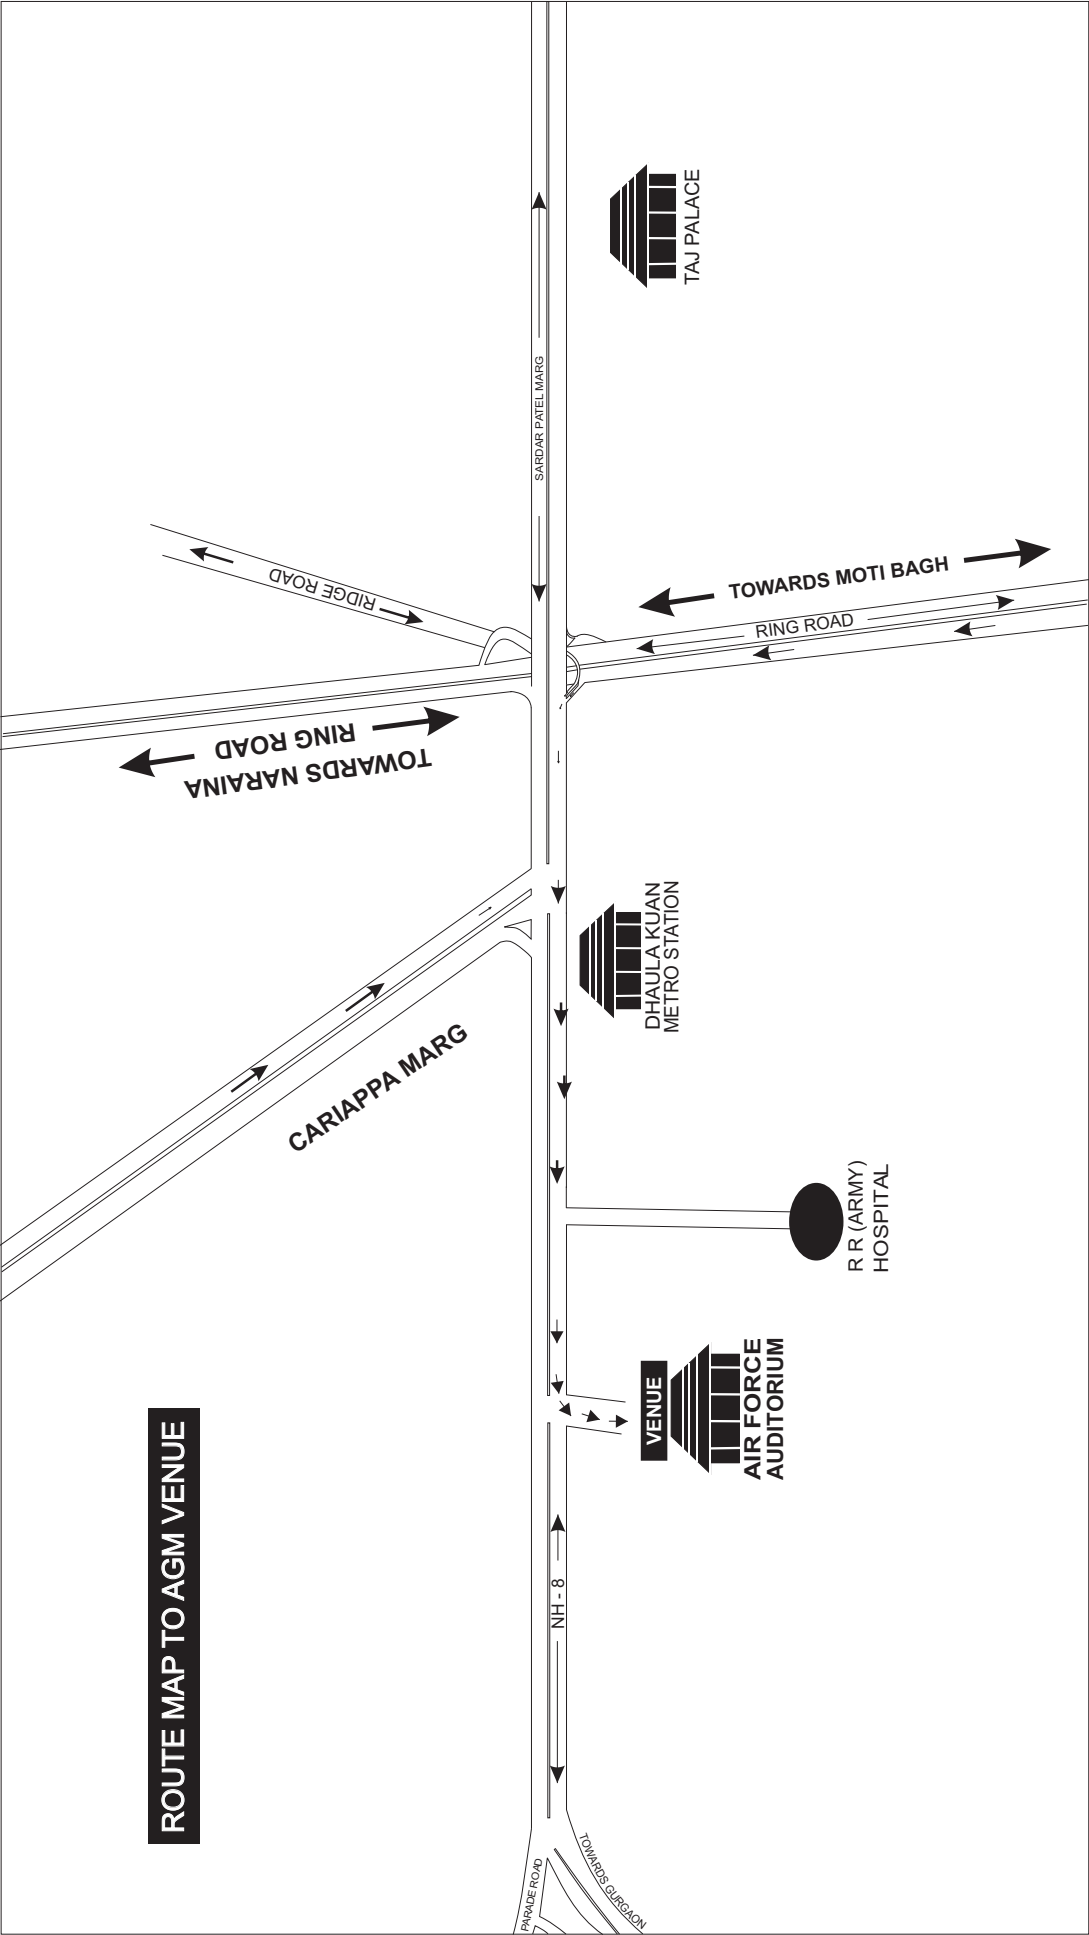 ROUTE MAP TO AGM VENUE
PARADE ROAD
TOWARDS GURGAON
NH - 8
VENUE
AIR FORCE
AUDITORIUM
R R (ARMY)
HOSPITAL
CARIAPPA MARG
DHAULA KUAN
METRO STATION
TOWARDS NARAINA
RING ROAD
RIDGE ROAD
RING ROAD
TOWARDS MOTI BAGH
SARDAR PATEL MARG
TAJ PALACE